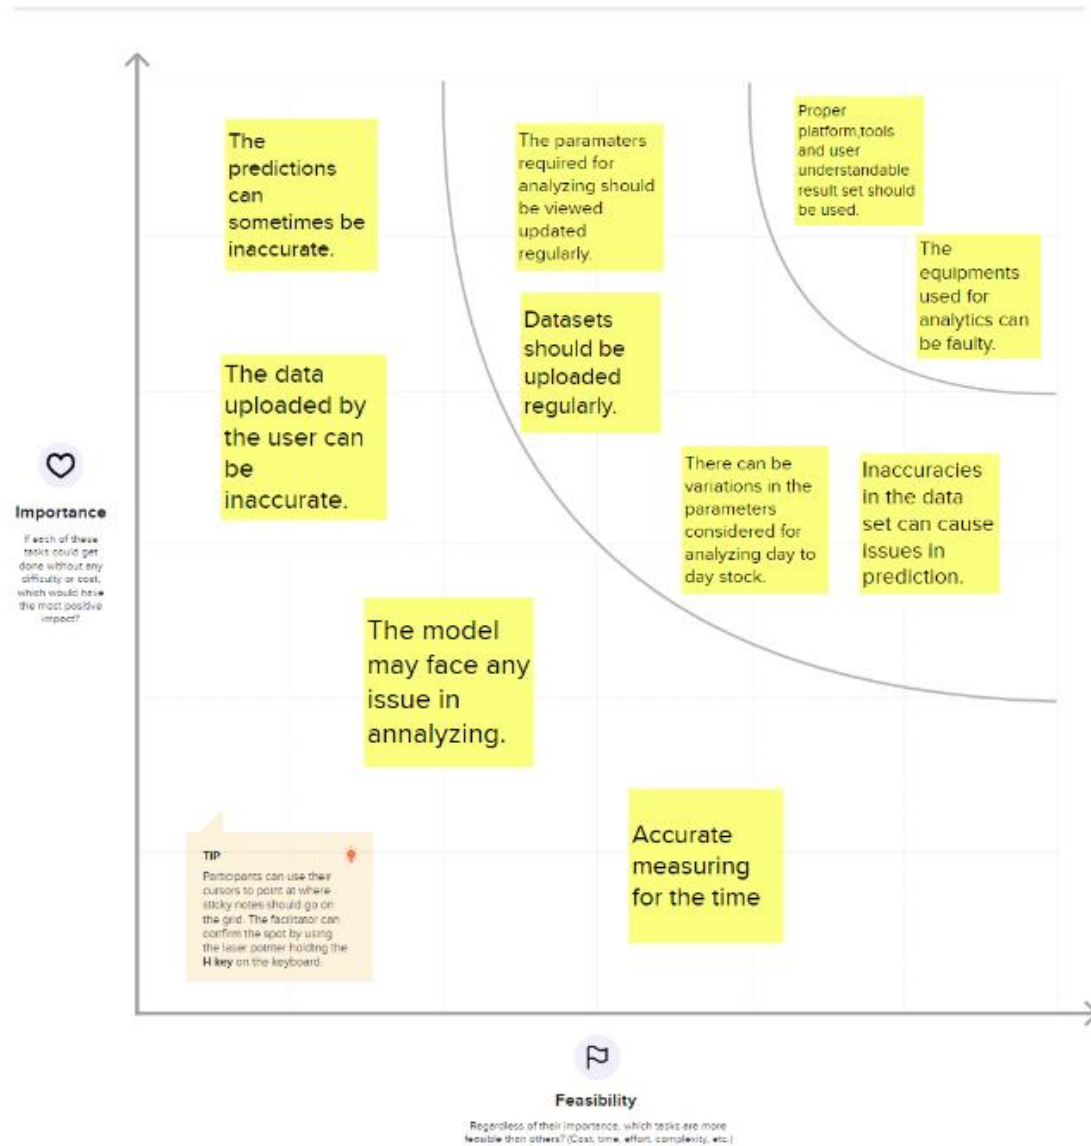 The
predictions
can
sometimes be
inaccurate.
The paramaters
required for
analyzing should
be viewed
updated
regularly.
Proper
platform,tools
and user
understandable
result set should
be used.
The
equipments
used for
analytics can
be faulty.
Datasets
should be
uploaded
regularly.
The data
uploaded by
the user can
be
inaccurate.
There can be
variations in the
parameters
considered for
analyzing day to
day stock.
Inaccuracies
in the data
set can cause
issues in
prediction.
Importance
If each of these
tasks could get
done without any
difficulty or cost,
which would have
the most positive
impact?
The model
may face any
issue in
annalyzing.
Accurate
measuring
for the time
TIP
Participants can use their
cursors to point at where
sticky notes should go on
the grid. The facilitator can
confirm the spot by using
the laser pointer holding the
H key on the keyboard.
Feasibility
Regardless of their importance, which tasks are more
feasible than others? (Cost, time, effort, complexity, etc.)